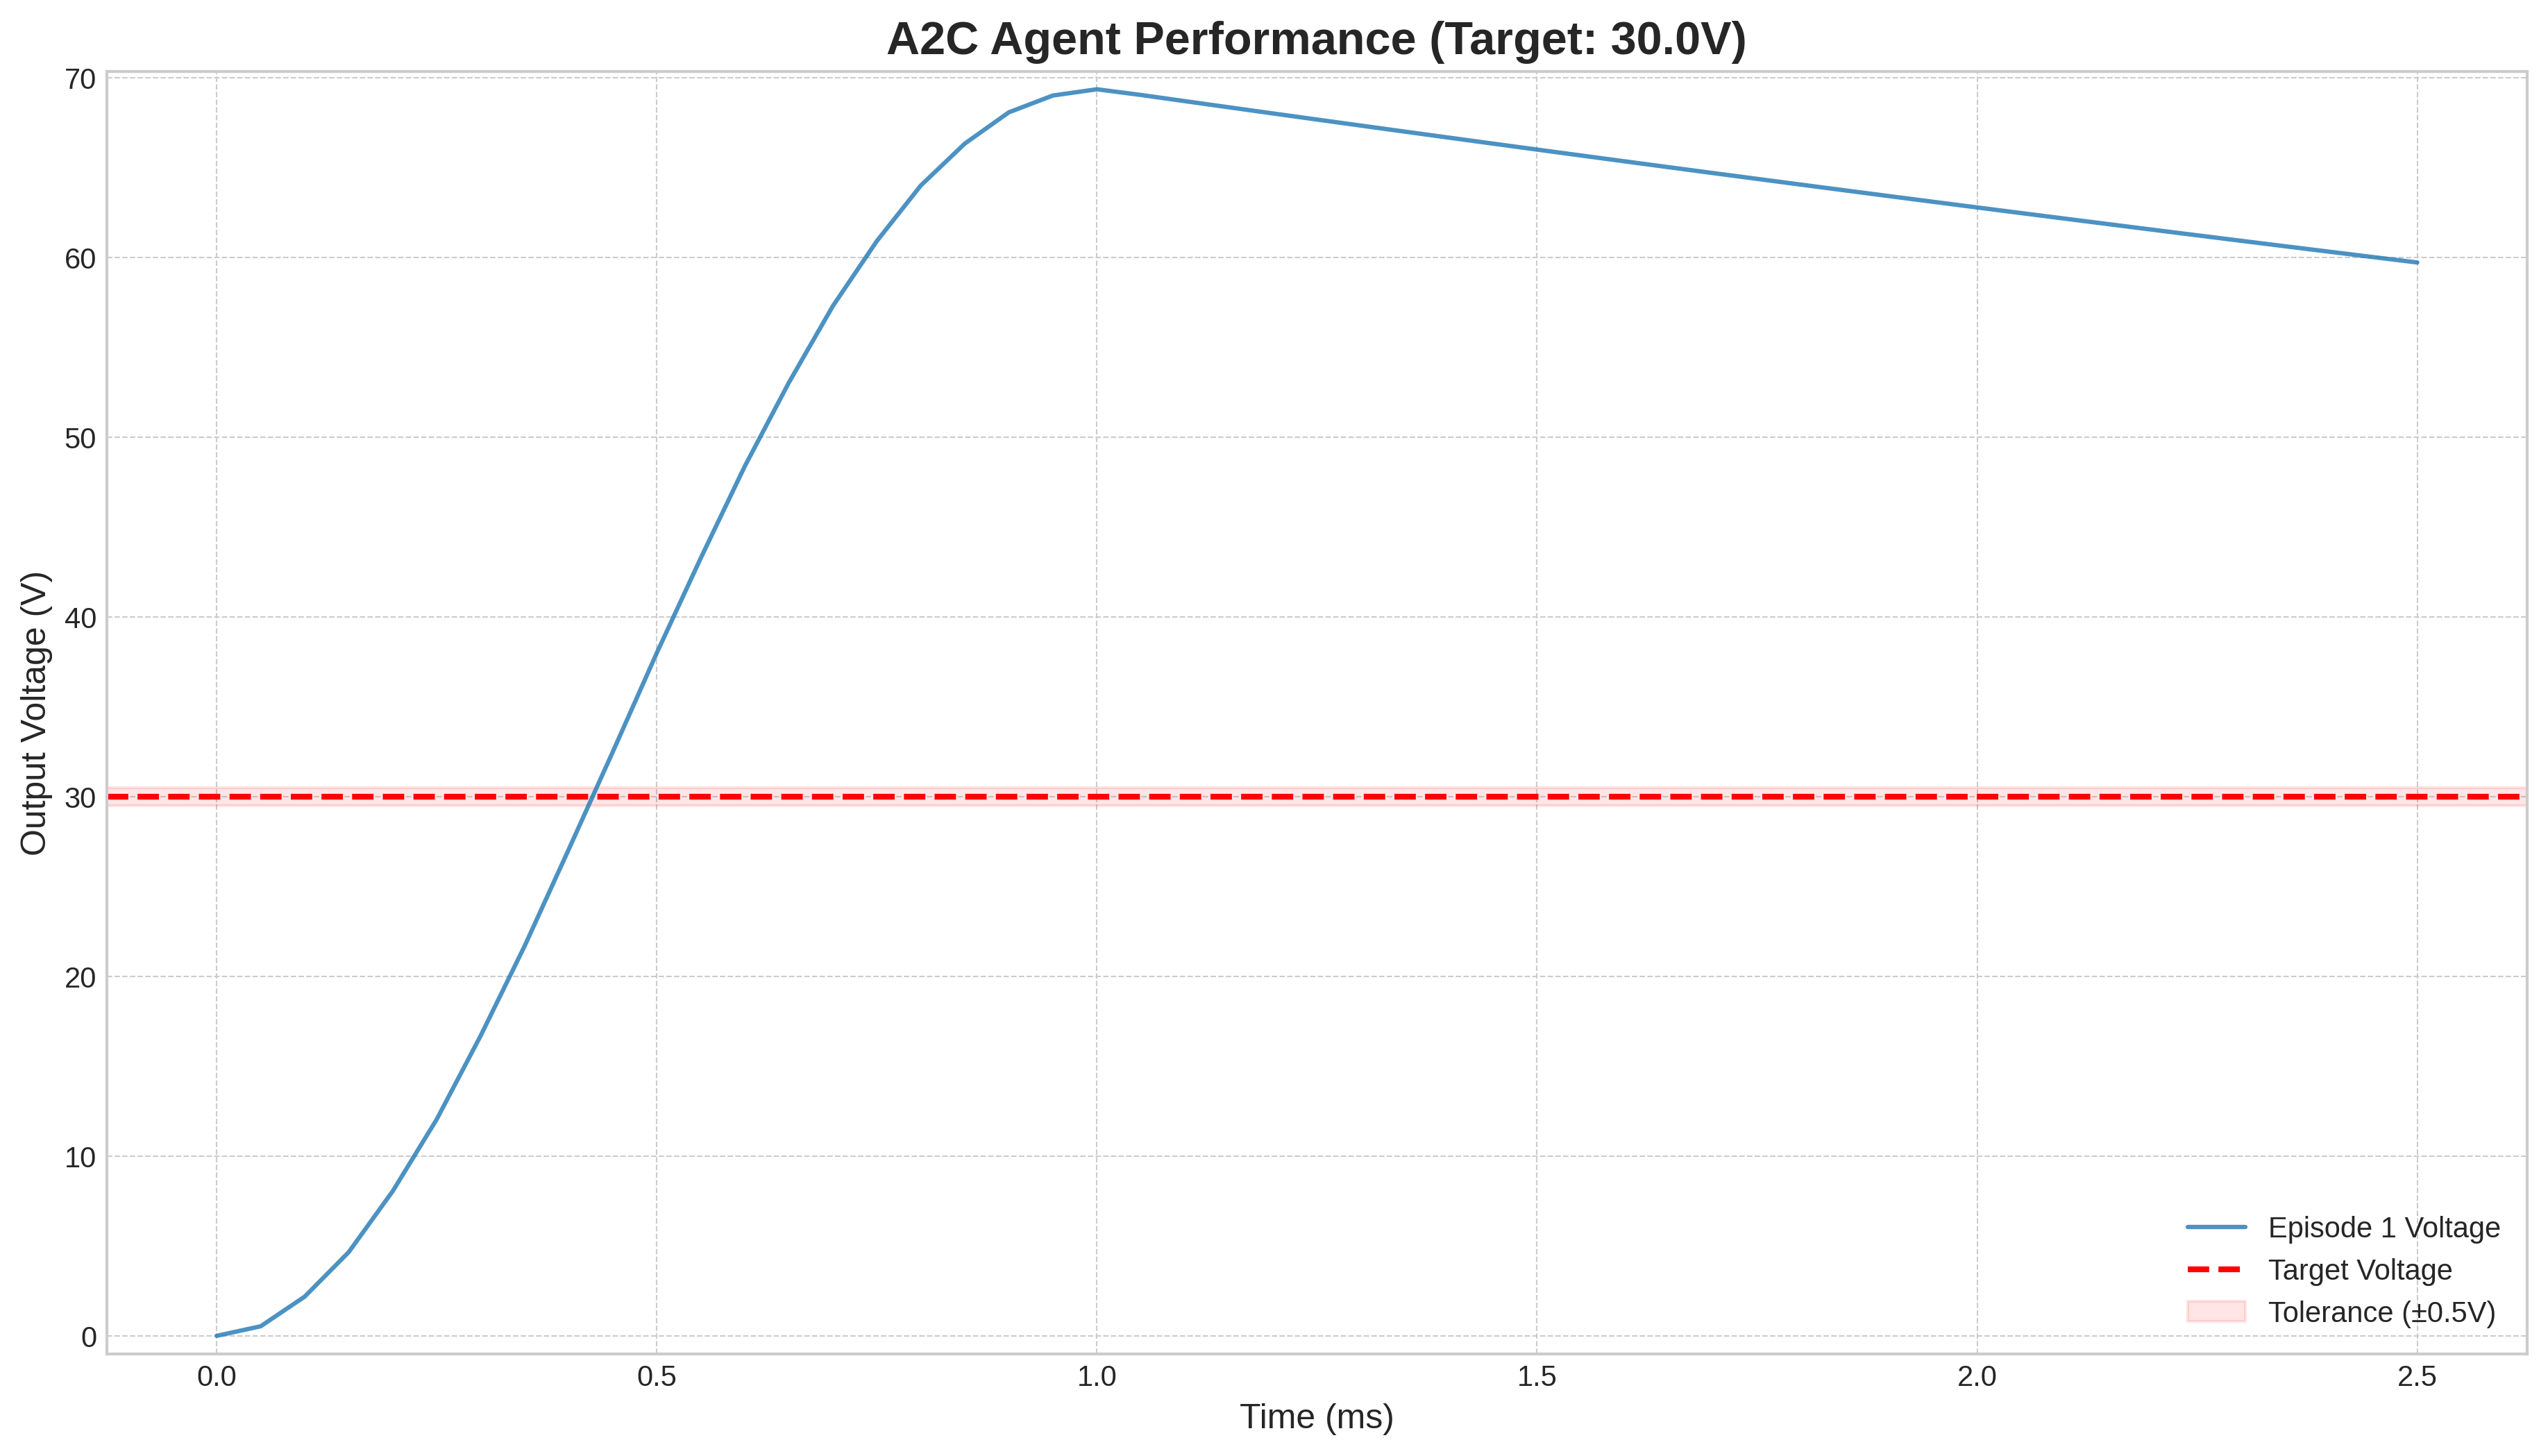 A2C Agent Performance (Target: 30.0V)
70
60
50
40
30
20
10
0
Output Voltage (V)
0.0
0.5
1.0
1.5
2.0
2.5
Time (ms)
Episode 1 Voltage
Target Voltage
Tolerance (±0.5V)